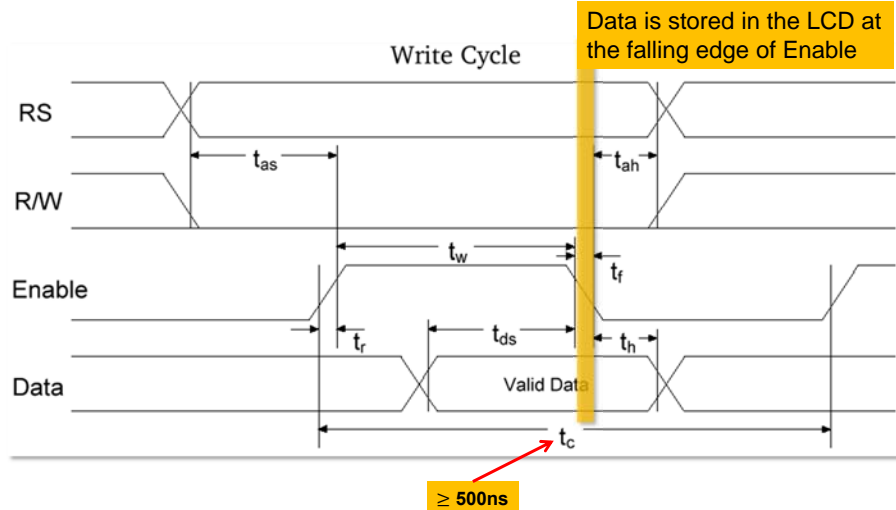 Data is stored in the LCD at
the falling edge of Enable
Write Cycle
RS
tas
tah
R/W
tw
Enable
tf
tr
tds
th
Data
Valid Data
tc
≥ 500ns